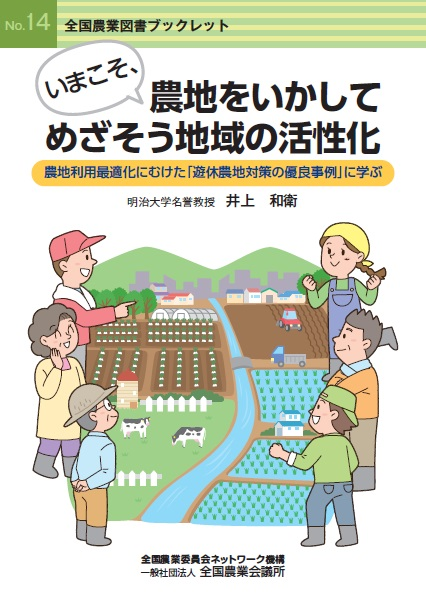 No.14 全国農業図書ブックレット
いまこそ、
農地をいかして
めざそう地域の活性化
農地利用最適化にむけた「遊休農地対策の優良事例」に学ぶ
明治大学名誉教授 井上 和衛
全国農業委員会ネットワーク機構
一般社団法人 全国農業会議所